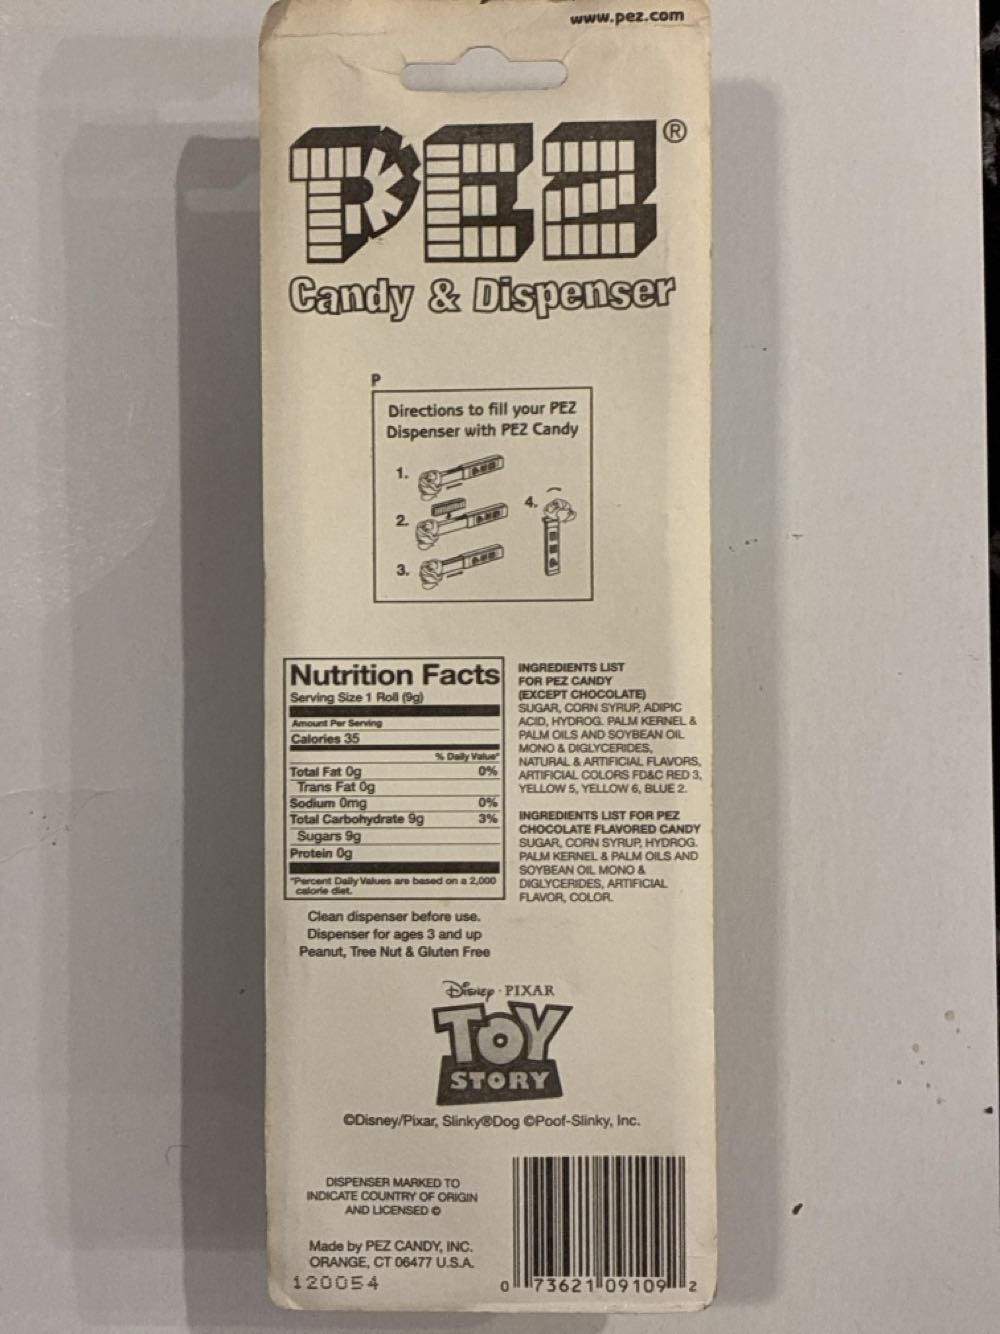 www.pez.com
PEZ®
Candy & Dispenser
P
Directions to fill your PEZ
Dispenser with PEZ Candy
1.
2.
3.
4.
Nutrition Facts
Serving Size 1 Roll (9g)
Amount Per Serving
Calories 35
% Daily Value*
Total Fat 0g 0%
Trans Fat 0g
Sodium 0mg 0%
Total Carbohydrate 9g 3%
Sugars 9g
Protein 0g
*Percent Daily Values are based on a 2,000
calorie diet.
INGREDIENTS LIST
FOR PEZ CANDY
(EXCEPT CHOCOLATE)
SUGAR, CORN SYRUP, ADIPIC
ACID, HYDROG. PALM KERNEL &
PALM OILS AND SOYBEAN OIL
MONO & DIGLYCERIDES,
NATURAL & ARTIFICIAL FLAVORS,
ARTIFICIAL COLORS FD&C RED 3,
YELLOW 5, YELLOW 6, BLUE 2.
INGREDIENTS LIST FOR PEZ
CHOCOLATE FLAVORED CANDY
SUGAR, CORN SYRUP, HYDROG.
PALM KERNEL & PALM OILS AND
SOYBEAN OIL MONO &
DIGLYCERIDES, ARTIFICIAL
FLAVOR, COLOR.
Clean dispenser before use.
Dispenser for ages 3 and up
Peanut, Tree Nut & Gluten Free
Disney · PIXAR
TOY
STORY
©Disney/Pixar, Slinky®Dog ©Poof-Slinky, Inc.
DISPENSER MARKED TO
INDICATE COUNTRY OF ORIGIN
AND LICENSED ©
Made by PEZ CANDY, INC.
ORANGE, CT 06477 U.S.A.
120054
0 73621 09109 2